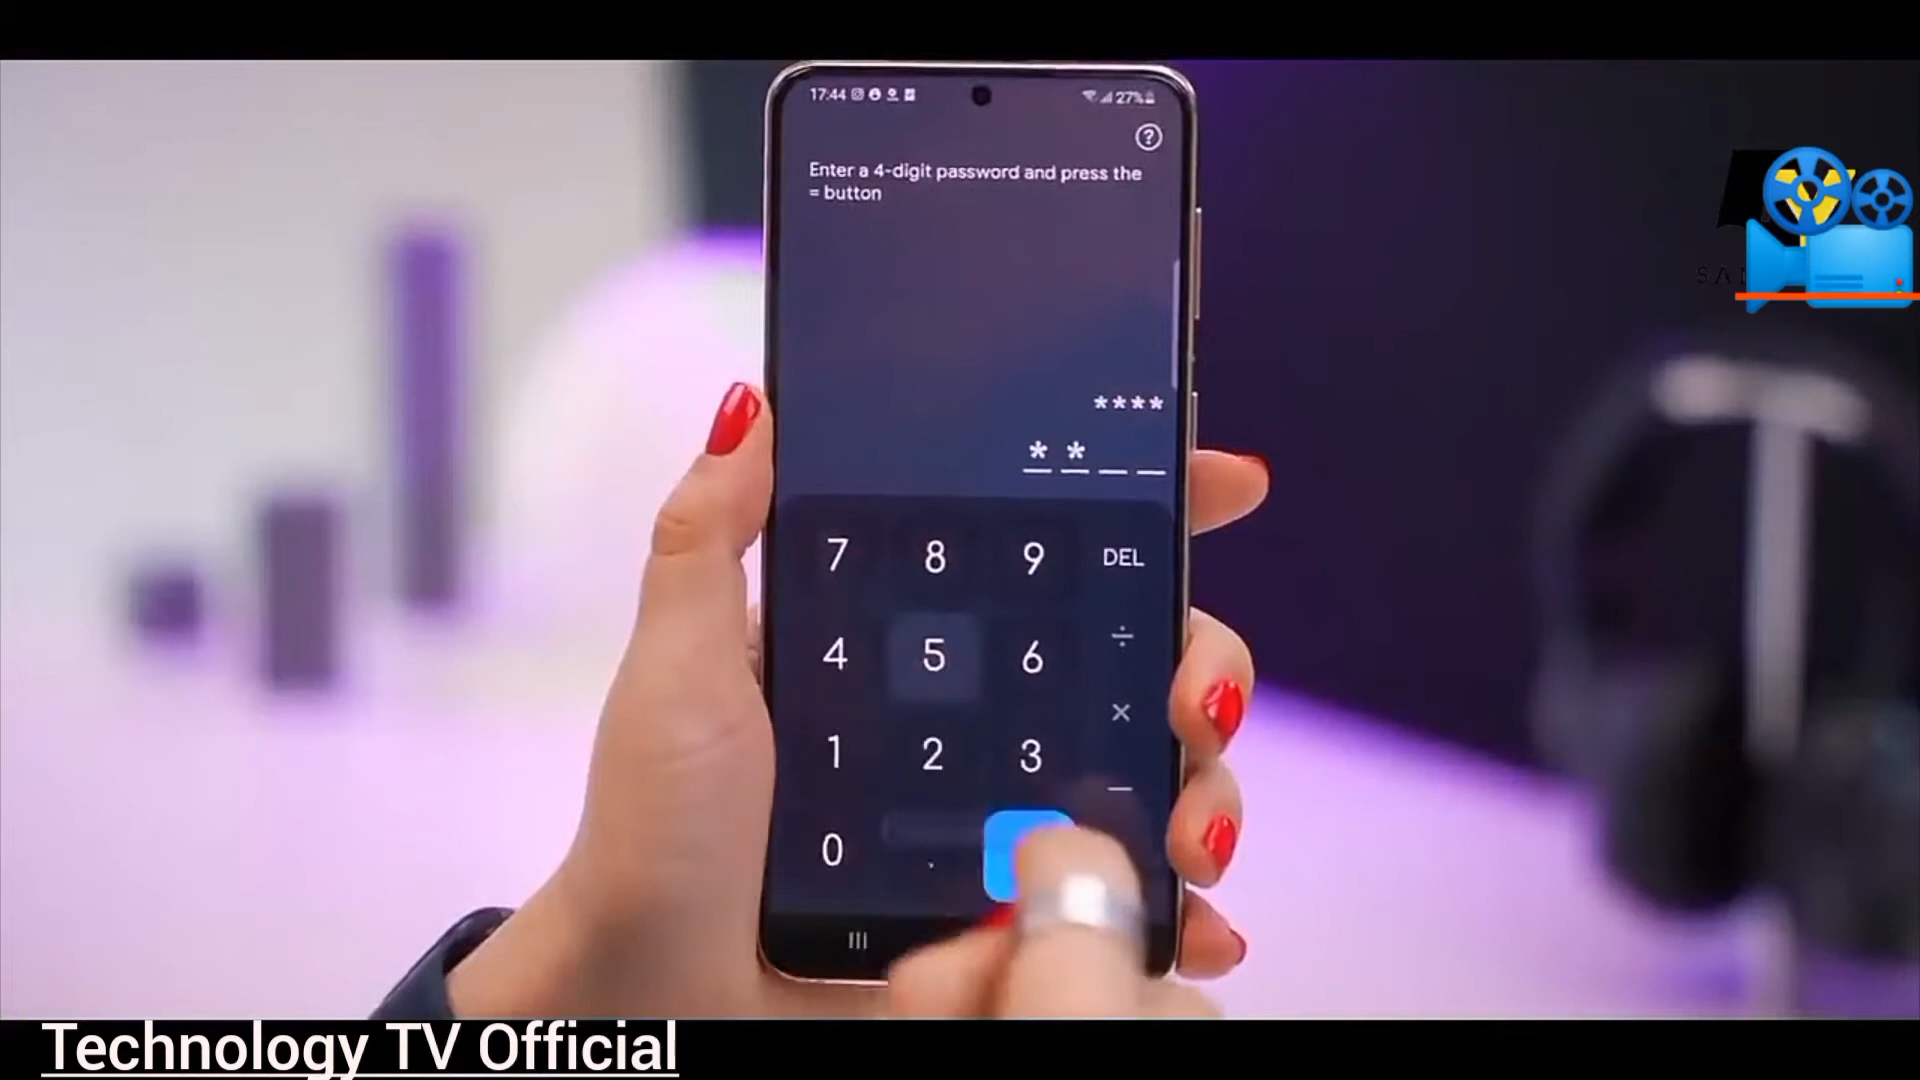 17:44
27%
?
Enter a 4-digit password and press the
= button
****
* *
7 8 9 DEL
4 5 6 ÷
1 2 3 ×
0 . −
Technology TV Official